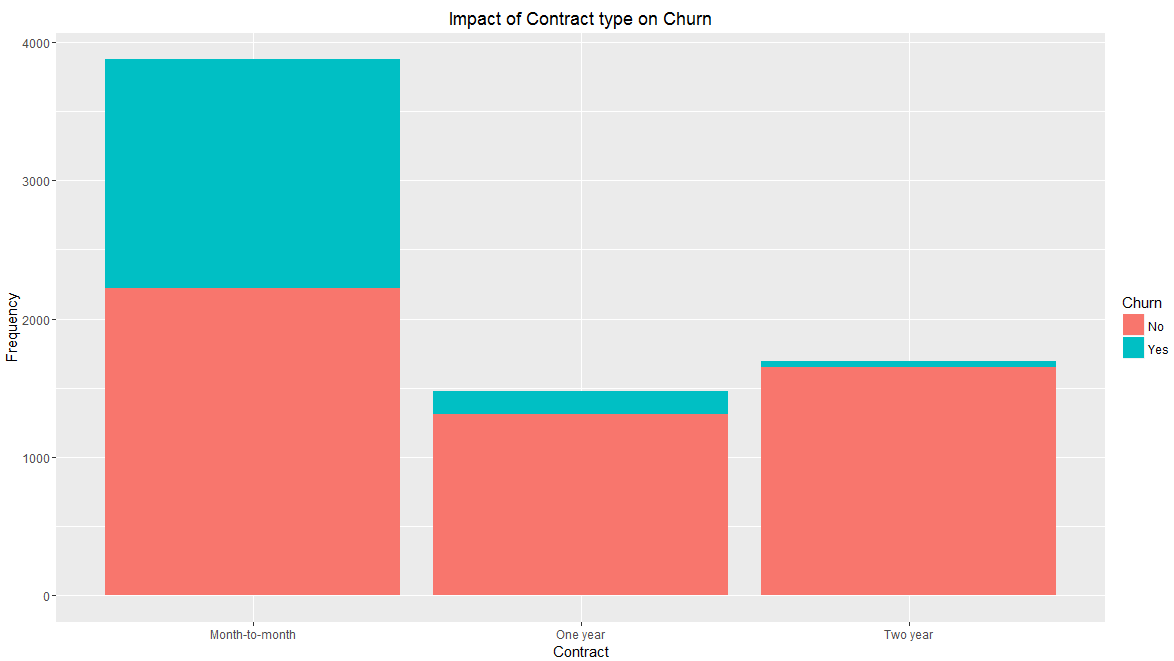 Impact of Contract type on Churn
4000
3000
2000
1000
0
Frequency
Month-to-month
One year
Two year
Contract
Churn
No
Yes